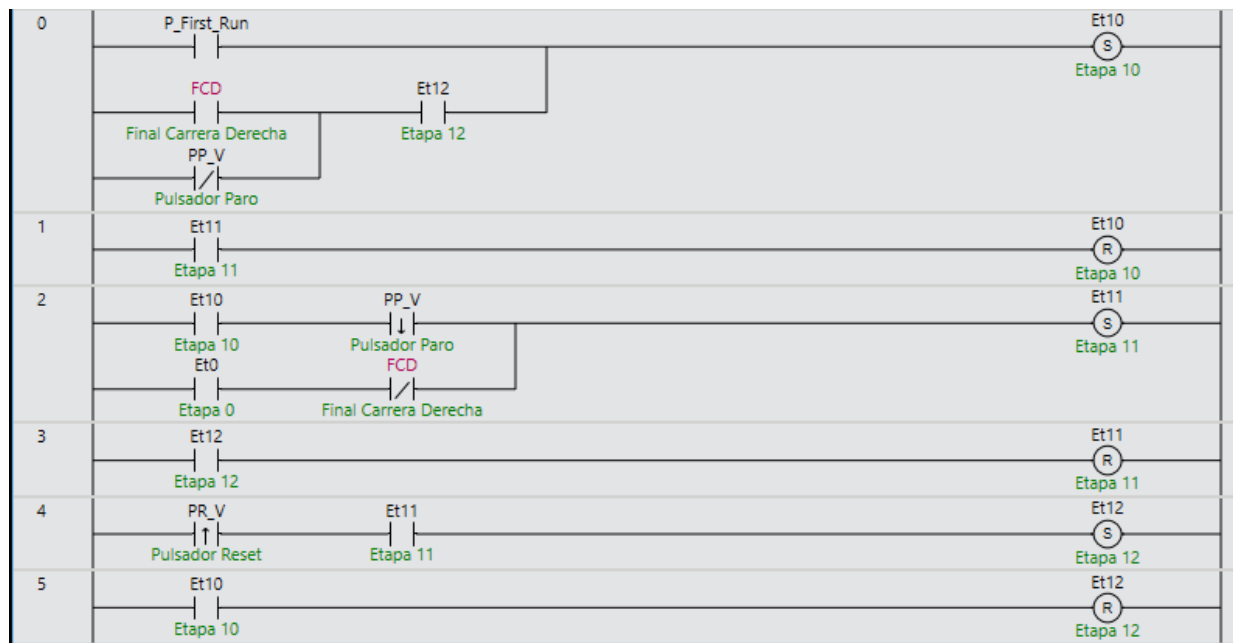 0
P_First_Run
Et10
S
Etapa 10
FCD
Et12
Final Carrera Derecha
Etapa 12
PP_V
Pulsador Paro
1
Et11
Et10
R
Etapa 11
Etapa 10
2
Et10
PP_V
Et11
S
Etapa 10
Pulsador Paro
Etapa 11
Et0
FCD
Etapa 0
Final Carrera Derecha
3
Et12
Et11
R
Etapa 12
Etapa 11
4
PR_V
Et11
Et12
S
Pulsador Reset
Etapa 11
Etapa 12
5
Et10
Et12
R
Etapa 10
Etapa 12